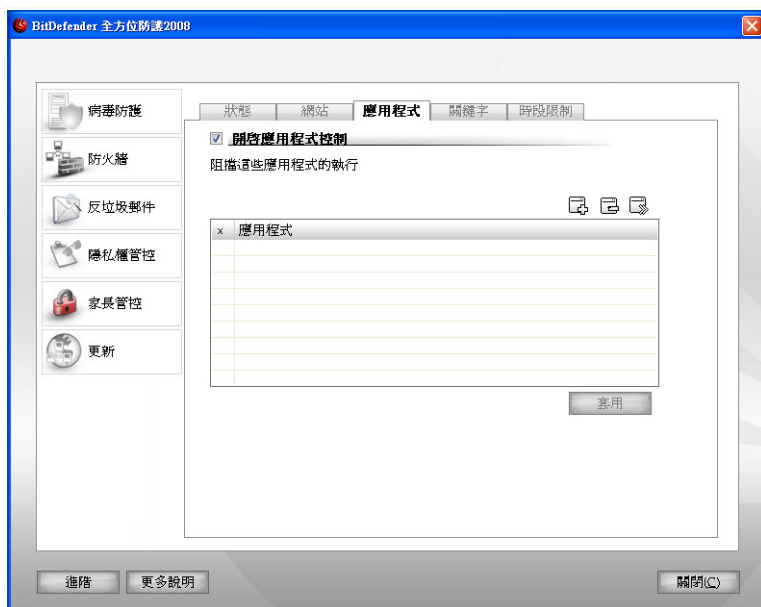 BitDefender 全方位防護2008
病毒防護
防火牆
反垃圾郵件
隱私權管控
家長管控
更新
狀態 網站 應用程式 關鍵字 時段限制
開啓應用程式控制
阻擋這些應用程式的執行
x 應用程式
套用
進階 更多說明 關閉(C)